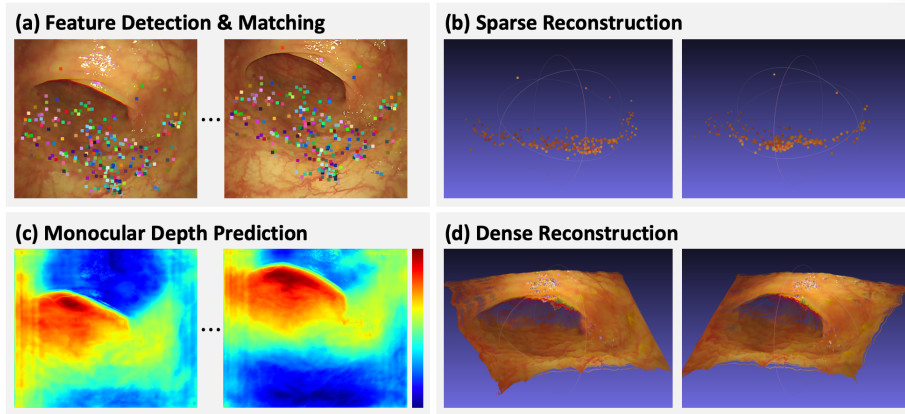 (a) Feature Detection & Matching
(b) Sparse Reconstruction
...
(c) Monocular Depth Prediction
(d) Dense Reconstruction
...